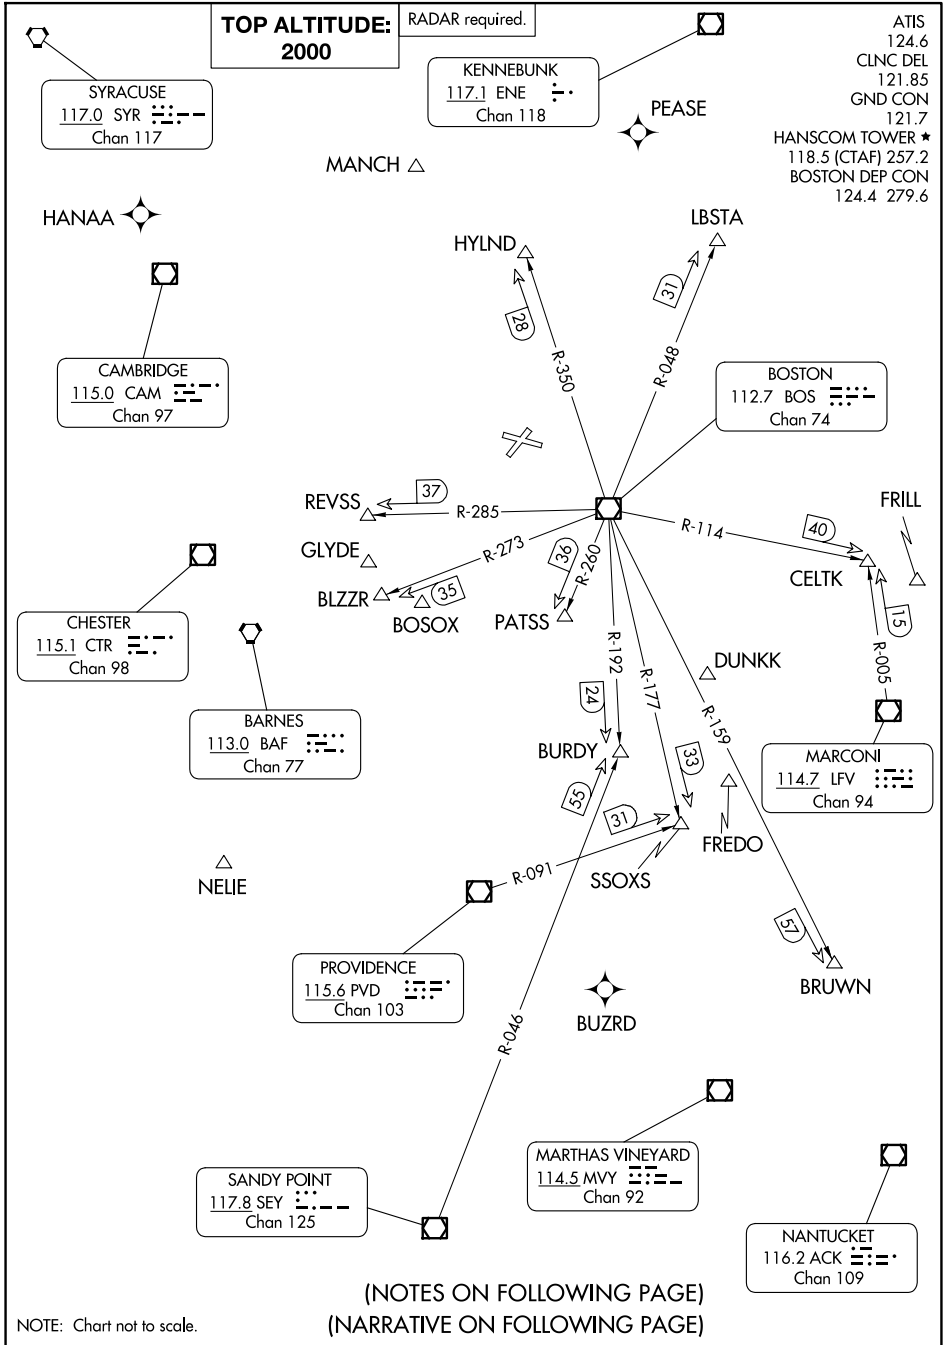 TOP ALTITUDE:
2000
RADAR required.
ATIS
124.6
CLNC DEL
121.85
GND CON
121.7
HANSCOM TOWER ★
118.5 (CTAF) 257.2
BOSTON DEP CON
124.4 279.6
SYRACUSE
117.0 SYR
Chan 117
KENNEBUNK
117.1 ENE
Chan 118
PEASE
MANCH
HANAA
HYLND
LBSTA
31
28
CAMBRIDGE
115.0 CAM
Chan 97
R-350
R-048
BOSTON
112.7 BOS
Chan 74
REVSS
37
R-285
R-114
FRILL
40
GLYDE
R-273
36
R-260
CELTK
BLZZR
35
BOSOX
PATSS
15
CHESTER
115.1 CTR
Chan 98
R-192
R-177
DUNKK
R-005
24
R-159
BARNES
113.0 BAF
Chan 77
BURDY
33
MARCONI
114.7 LFV
Chan 94
55
31
FREDO
NELIE
R-091
SSOXS
57
PROVIDENCE
115.6 PVD
Chan 103
BRUWN
BUZRD
R-046
MARTHAS VINEYARD
114.5 MVY
Chan 92
SANDY POINT
117.8 SEY
Chan 125
NANTUCKET
116.2 ACK
Chan 109
(NOTES ON FOLLOWING PAGE)
NOTE: Chart not to scale.
(NARRATIVE ON FOLLOWING PAGE)